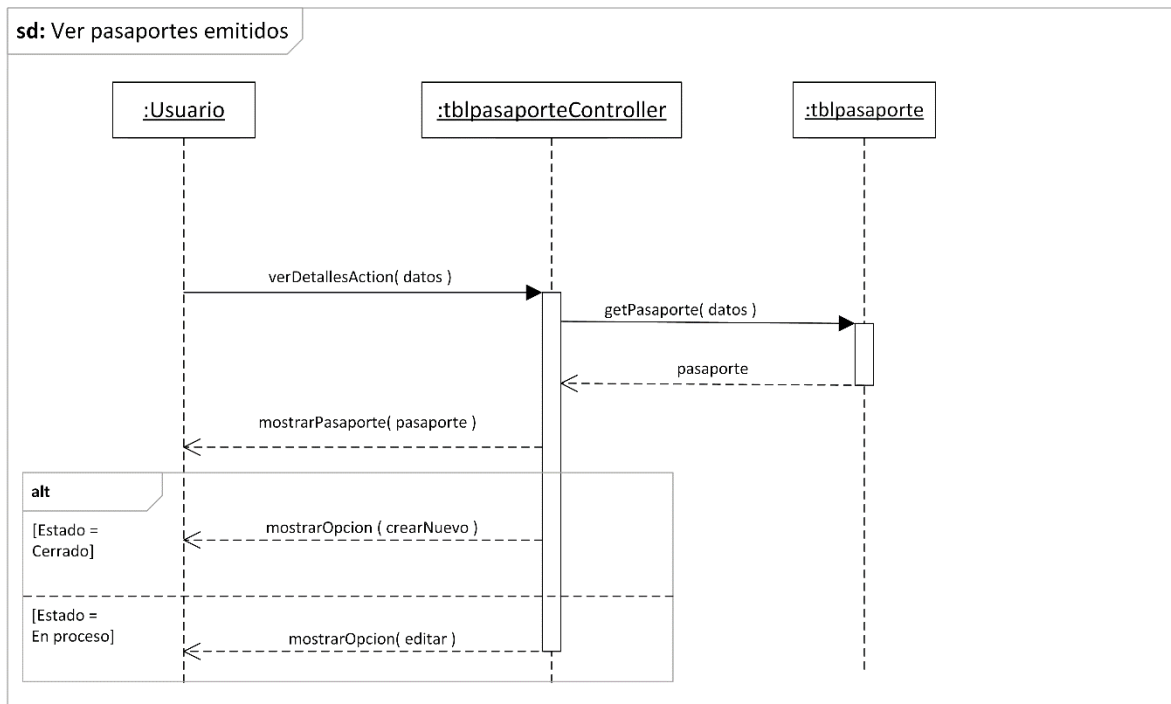 sd: Ver pasaportes emitidos
:Usuario
:tblpasaporteController
:tblpasaporte
verDetallesAction( datos )
getPasaporte( datos )
pasaporte
mostrarPasaporte( pasaporte )
alt
[Estado =
Cerrado]
mostrarOpcion ( crearNuevo )
[Estado =
En proceso]
mostrarOpcion( editar )